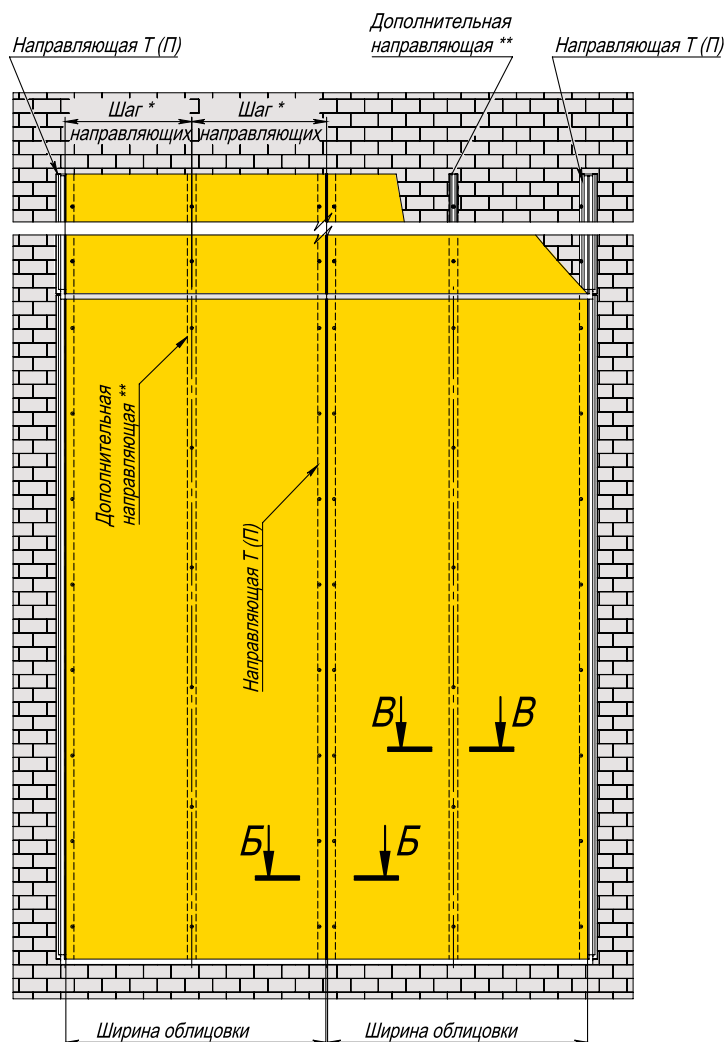 Дополнительная
направляющая **
Направляющая Т (П)
Направляющая Т (П)
Шаг *
направляющих
Шаг *
направляющих
Дополнительная
направляющая **
Направляющая Т (П)
В
В
Б
Б
Ширина облицовки
Ширина облицовки